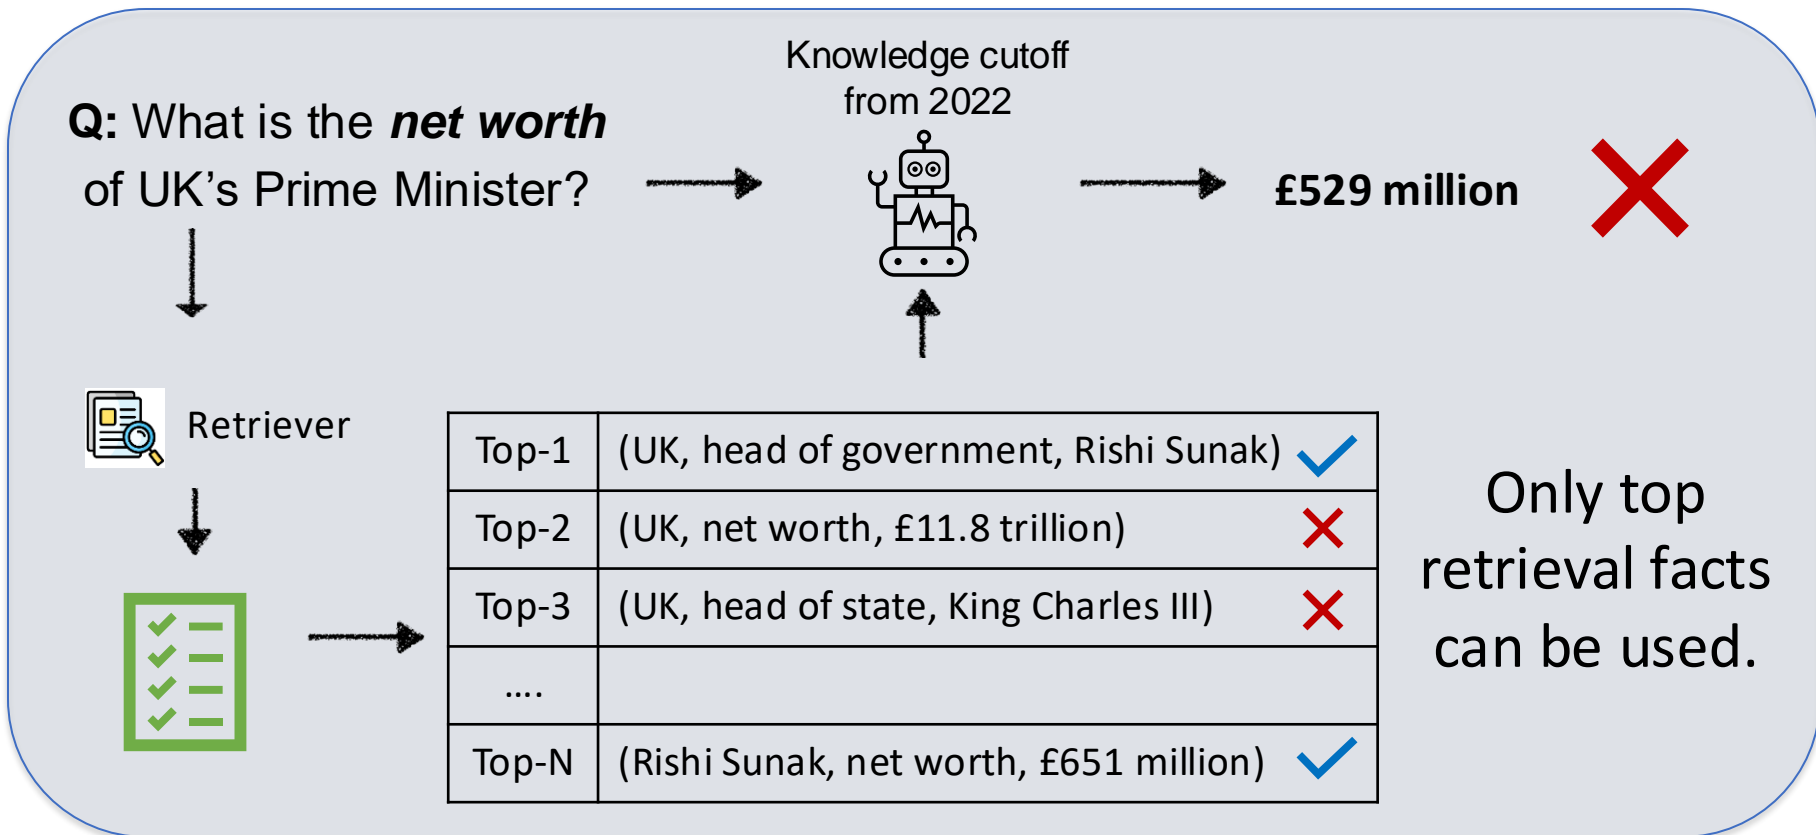 Knowledge cutoff
from 2022
Q: What is the net worth
of UK’s Prime Minister?
£529 million
Retriever
Top-1 (UK, head of government, Rishi Sunak)
Top-2 (UK, net worth, £11.8 trillion)
Top-3 (UK, head of state, King Charles III)
....
Top-N (Rishi Sunak, net worth, £651 million)
Only top
retrieval facts
can be used.